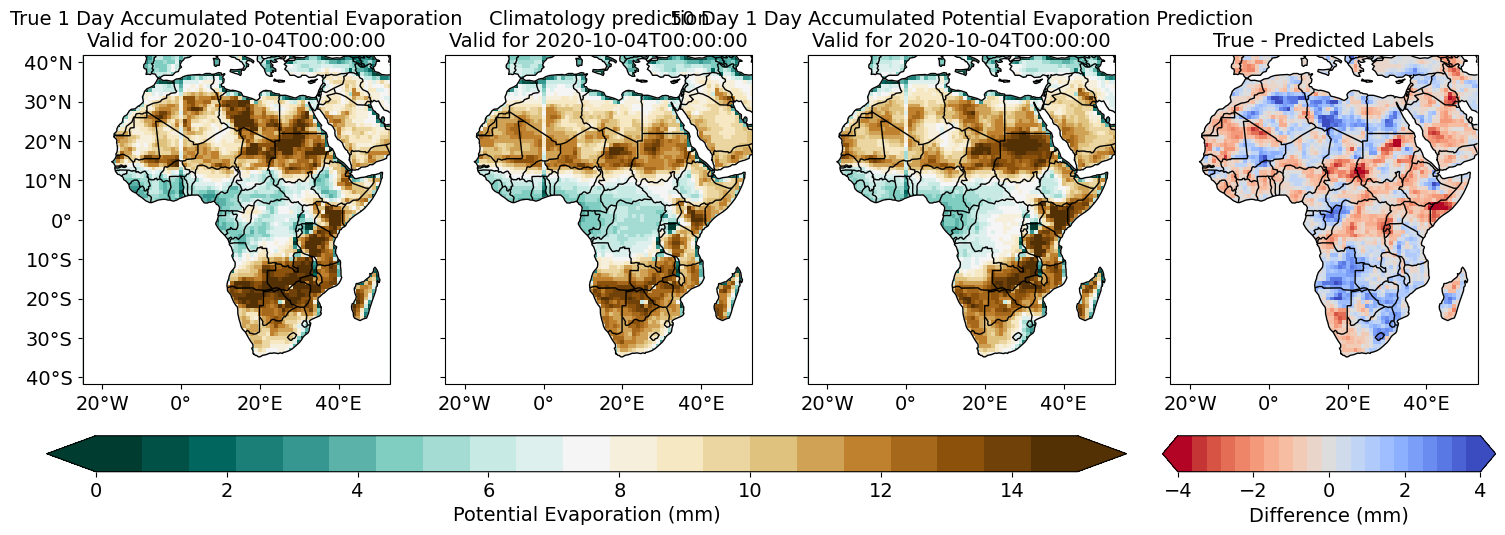 True 1 Day Accumulated Potential Evaporation
Valid for 2020-10-04T00:00:00
Climatology prediction
Valid for 2020-10-04T00:00:00
50 Day 1 Day Accumulated Potential Evaporation Prediction
Valid for 2020-10-04T00:00:00
True - Predicted Labels
40°N
30°N
20°N
10°N
0°
10°S
20°S
30°S
40°S
20°W 0° 20°E 40°E
20°W 0° 20°E 40°E
20°W 0° 20°E 40°E
20°W 0° 20°E 40°E
0 2 4 6 8 10 12 14
Potential Evaporation (mm)
−4 −2 0 2 4
Difference (mm)